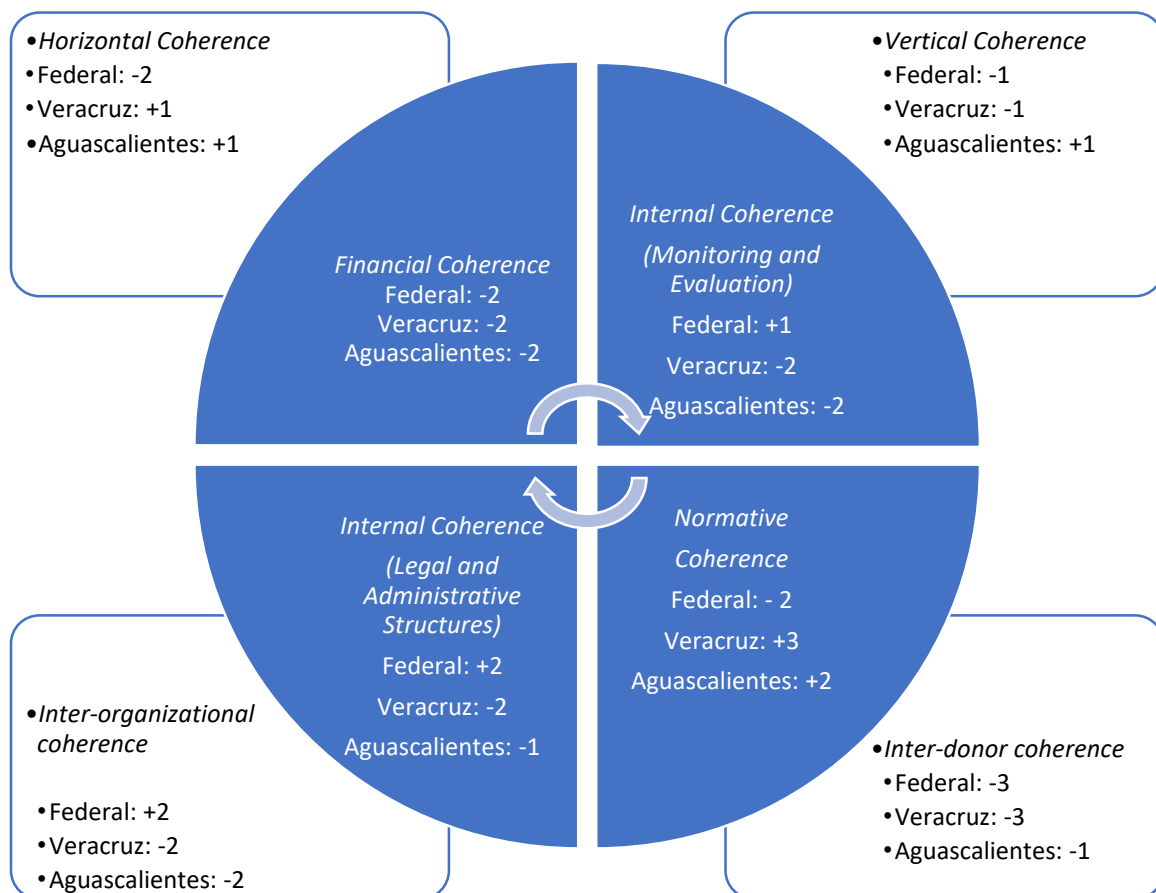 •Horizontal Coherence
•Federal: -2
•Veracruz: +1
•Aguascalientes: +1
•Vertical Coherence
•Federal: -1
•Veracruz: -1
•Aguascalientes: +1
Financial Coherence
Federal: -2
Veracruz: -2
Aguascalientes: -2
Internal Coherence
(Monitoring and
Evaluation)
Federal: +1
Veracruz: -2
Aguascalientes: -2
Internal Coherence
(Legal and
Administrative
Structures)
Federal: +2
Veracruz: -2
Aguascalientes: -1
Normative
Coherence
Federal: - 2
Veracruz: +3
Aguascalientes: +2
•Inter-organizational
coherence
•Federal: +2
•Veracruz: -2
•Aguascalientes: -2
•Inter-donor coherence
•Federal: -3
•Veracruz: -3
•Aguascalientes: -1